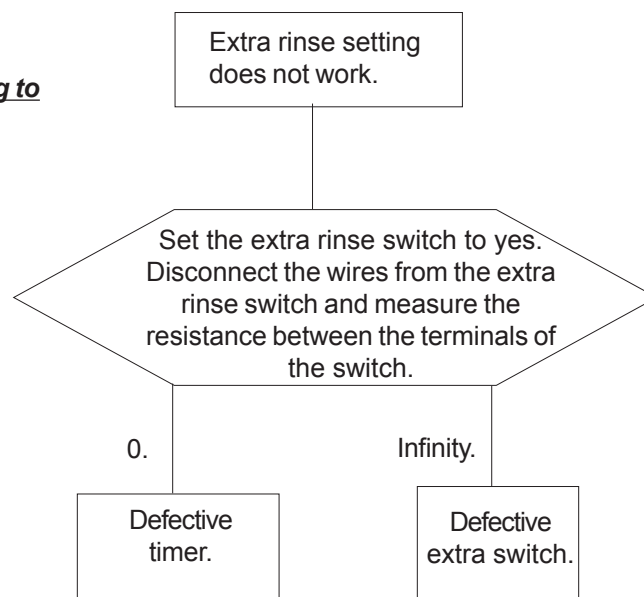 Extra rinse setting
does not work.
g to
Set the extra rinse switch to yes.
Disconnect the wires from the extra
rinse switch and measure the
resistance between the terminals of
the switch.
0.
Infinity.
Defective
timer.
Defective
extra switch.